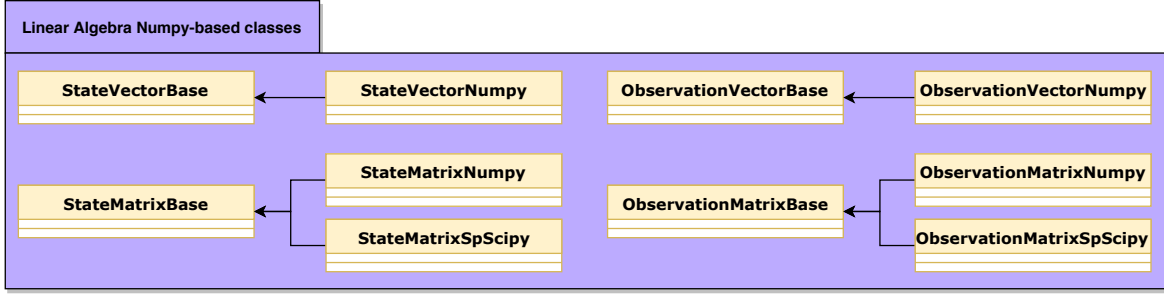 Linear Algebra Numpy-based classes
StateVectorBase
StateVectorNumpy
ObservationVectorBase
ObservationVectorNumpy
StateMatrixBase
StateMatrixNumpy
StateMatrixSpScipy
ObservationMatrixBase
ObservationMatrixNumpy
ObservationMatrixSpScipy